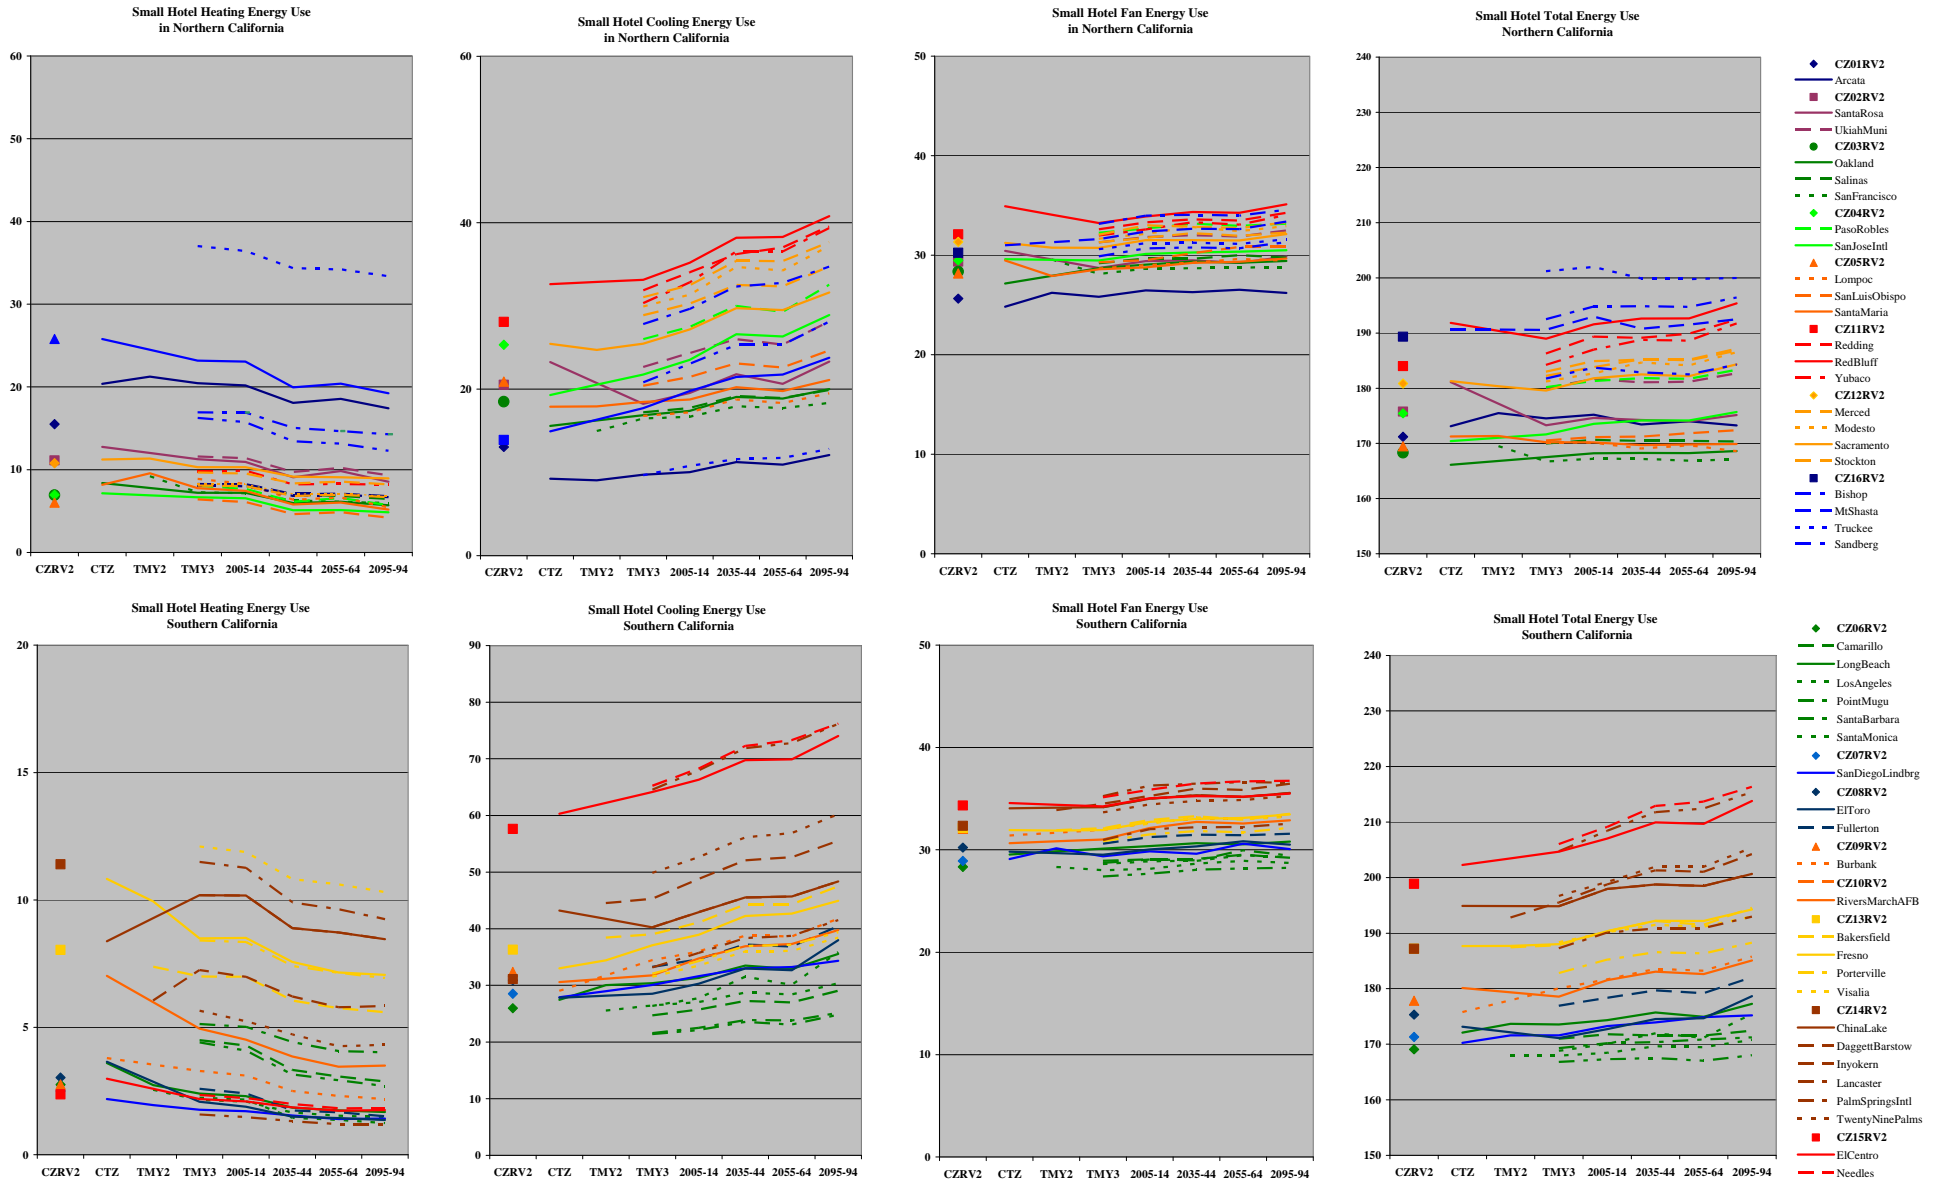 Small Hotel Heating Energy Use
in Northern California
60
50
40
30
20
10
0
CZRV2 CTZ TMY2 TMY3 2005-14 2035-44 2055-64 2095-94
Small Hotel Cooling Energy Use
in Northern California
60
40
20
0
CZRV2 CTZ TMY2 TMY3 2005-14 2035-44 2055-64 2095-94
Small Hotel Fan Energy Use
in Northern California
50
40
30
20
10
0
CZRV2 CTZ TMY2 TMY3 2005-14 2035-44 2055-64 2095-94
Small Hotel Total Energy Use
Northern California
240
230
220
210
200
190
180
170
160
150
CZRV2 CTZ TMY2 TMY3 2005-14 2035-44 2055-64 2095-94
CZ01RV2
Arcata
CZ02RV2
SantaRosa
UkiahMuni
CZ03RV2
Oakland
Salinas
SanFrancisco
CZ04RV2
PasoRobles
SanJoseIntl
CZ05RV2
Lompoc
SanLuisObispo
SantaMaria
CZ11RV2
Redding
RedBluff
Yubaco
CZ12RV2
Merced
Modesto
Sacramento
Stockton
CZ16RV2
Bishop
MtShasta
Truckee
Sandberg
Small Hotel Heating Energy Use
Southern California
20
15
10
5
0
CZRV2 CTZ TMY2 TMY3 2005-14 2035-44 2055-64 2095-94
Small Hotel Cooling Energy Use
Southern California
90
80
70
60
50
40
30
20
10
0
CZRV2 CTZ TMY2 TMY3 2005-14 2035-44 2055-64 2095-94
Small Hotel Fan Energy Use
Southern California
50
40
30
20
10
0
CZRV2 CTZ TMY2 TMY3 2005-14 2035-44 2055-64 2095-94
Small Hotel Total Energy Use
Southern California
240
230
220
210
200
190
180
170
160
150
CZRV2 CTZ TMY2 TMY3 2005-14 2035-44 2055-64 2095-94
CZ06RV2
Camarillo
LongBeach
LosAngeles
PointMugu
SantaBarbara
SantaMonica
CZ07RV2
SanDiegoLindbrg
CZ08RV2
ElToro
Fullerton
CZ09RV2
Burbank
CZ10RV2
RiversMarchAFB
CZ13RV2
Bakersfield
Fresno
Porterville
Visalia
CZ14RV2
ChinaLake
DaggettBarstow
Inyokern
Lancaster
PalmSpringsIntl
TwentyNinePalms
CZ15RV2
ElCentro
Needles